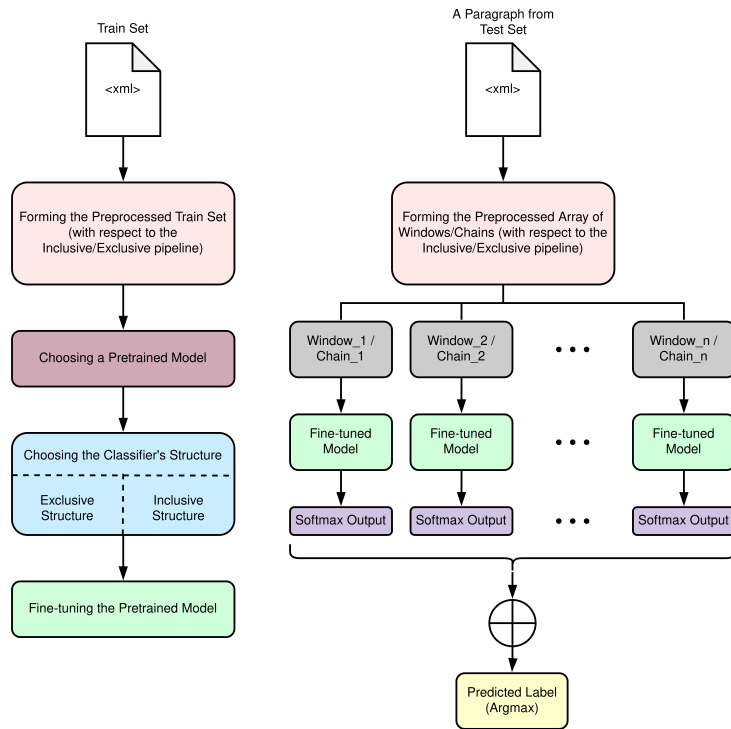 Train Set
<xml>
Forming the Preprocessed Train Set
(with respect to the
Inclusive/Exclusive pipeline)
Choosing a Pretrained Model
Choosing the Classifier's Structure
Exclusive
Structure
Inclusive
Structure
Fine-tuning the Pretrained Model
A Paragraph from
Test Set
<xml>
Forming the Preprocessed Array of
Windows/Chains (with respect to the
Inclusive/Exclusive pipeline)
Window_1 /
Chain_1
Window_2 /
Chain_2
Window_n /
Chain_n
Fine-tuned
Model
Fine-tuned
Model
Fine-tuned
Model
Softmax Output
Softmax Output
Softmax Output
Predicted Label
(Argmax)